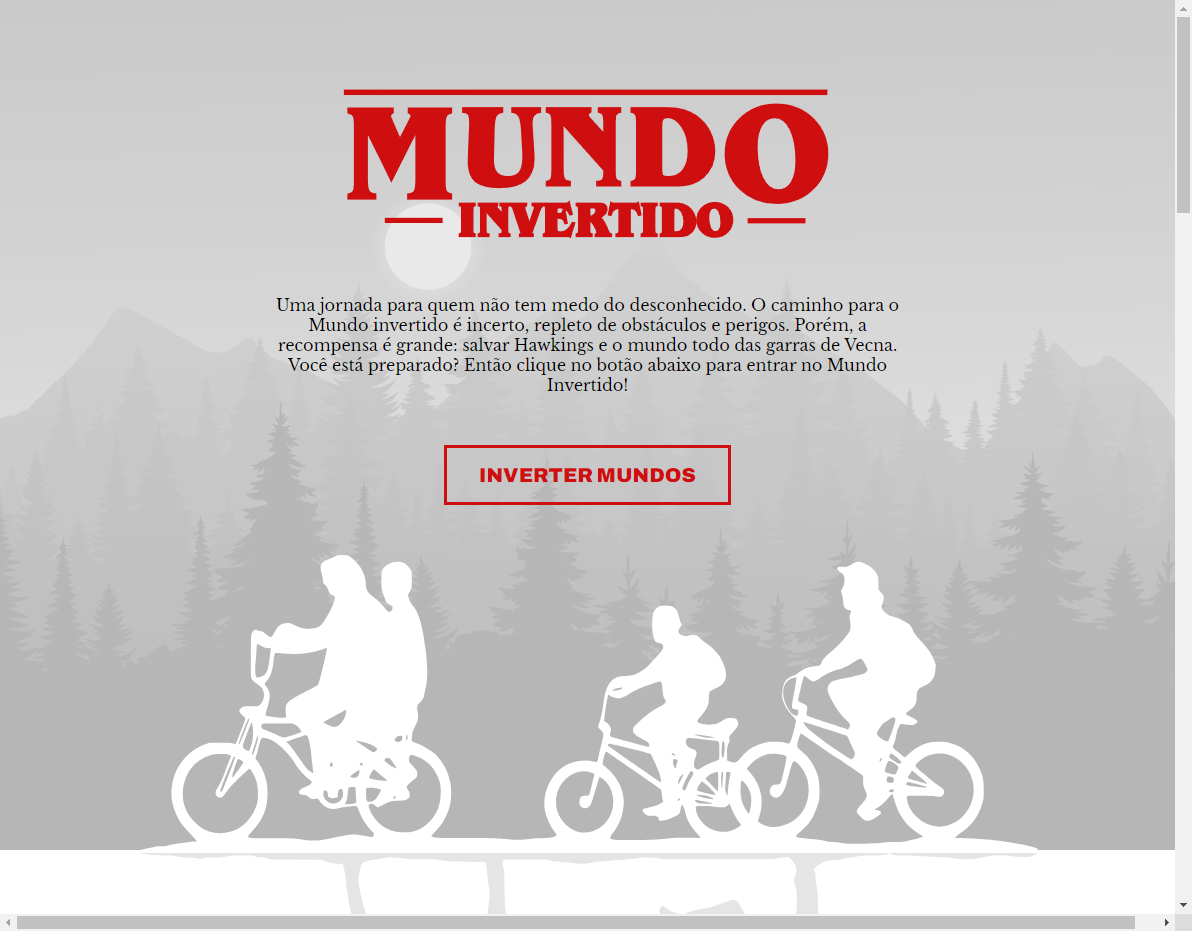 MUNDO
INVERTIDO
Uma jornada para quem não tem medo do desconhecido. O caminho para o
Mundo invertido é incerto, repleto de obstáculos e perigos. Porém, a
recompensa é grande: salvar Hawkings e o mundo todo das garras de Vecna.
Você está preparado? Então clique no botão abaixo para entrar no Mundo
Invertido!
INVERTER MUNDOS